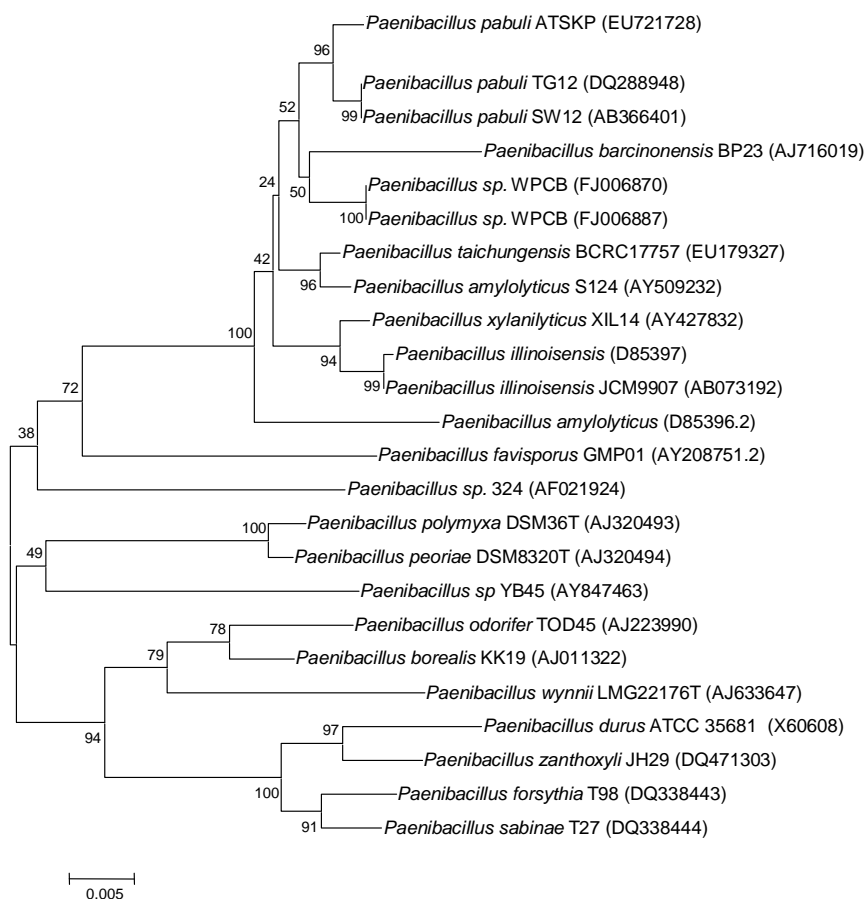 Paenibacillus pabuli ATSKP (EU721728)
96
Paenibacillus pabuli TG12 (DQ288948)
52
99 Paenibacillus pabuli SW12 (AB366401)
Paenibacillus barcinonensis BP23 (AJ716019)
24
Paenibacillus sp. WPCB (FJ006870)
50
100 Paenibacillus sp. WPCB (FJ006887)
Paenibacillus taichungensis BCRC17757 (EU179327)
42
96 Paenibacillus amylolyticus S124 (AY509232)
Paenibacillus xylanilyticus XIL14 (AY427832)
100
94 Paenibacillus illinoisensis (D85397)
72
99 Paenibacillus illinoisensis JCM9907 (AB073192)
Paenibacillus amylolyticus (D85396.2)
38
Paenibacillus favisporus GMP01 (AY208751.2)
Paenibacillus sp. 324 (AF021924)
100 Paenibacillus polymyxa DSM36T (AJ320493)
49 Paenibacillus peoriae DSM8320T (AJ320494)
Paenibacillus sp YB45 (AY847463)
78 Paenibacillus odorifer TOD45 (AJ223990)
79 Paenibacillus borealis KK19 (AJ011322)
Paenibacillus wynnii LMG22176T (AJ633647)
97 Paenibacillus durus ATCC 35681 (X60608)
94
Paenibacillus zanthoxyli JH29 (DQ471303)
100 Paenibacillus forsythia T98 (DQ338443)
91 Paenibacillus sabinae T27 (DQ338444)
0.005